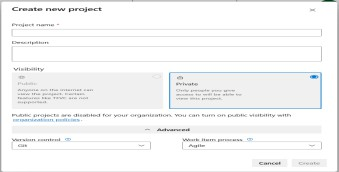 Create new project
Project name *
Description
Visibility
Public
Anyone on the internet can
view the project. Certain
features like TFVC are not
supported.
Private
Only people you give
access to will be able to
view this project.
Public projects are disabled for your organization. You can turn on public visibility with
organization policies.
Advanced
Version control
Git
Work item process
Agile
Cancel
Create